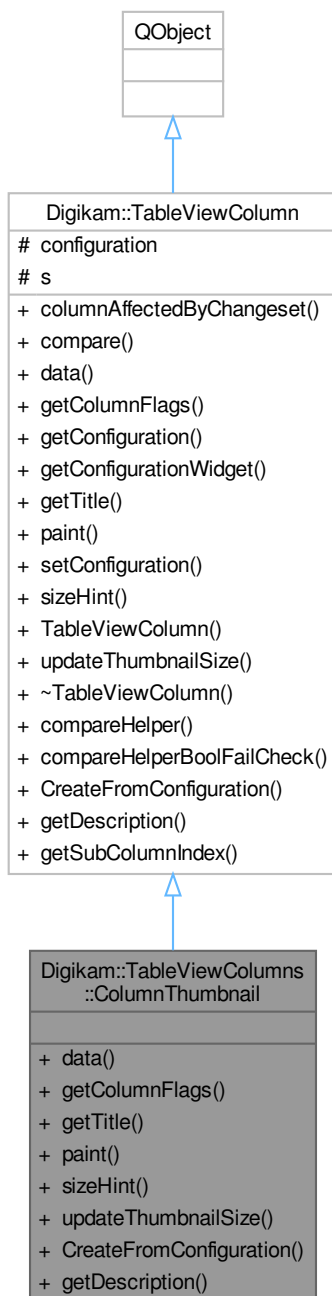 QObject
Digikam::TableViewColumn
# configuration
# s
+ columnAffectedByChangeset()
+ compare()
+ data()
+ getColumnFlags()
+ getConfiguration()
+ getConfigurationWidget()
+ getTitle()
+ paint()
+ setConfiguration()
+ sizeHint()
+ TableViewColumn()
+ updateThumbnailSize()
+ ~TableViewColumn()
+ compareHelper()
+ compareHelperBoolFailCheck()
+ CreateFromConfiguration()
+ getDescription()
+ getSubColumnIndex()
Digikam::TableViewColumns
::ColumnThumbnail
+ data()
+ getColumnFlags()
+ getTitle()
+ paint()
+ sizeHint()
+ updateThumbnailSize()
+ CreateFromConfiguration()
+ getDescription()